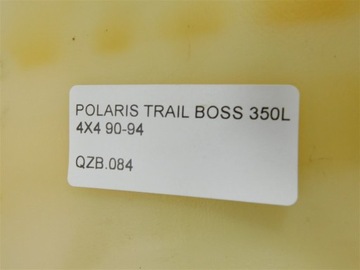 POLARIS TRAIL BOSS 350L
4X4 90-94
QZB.084